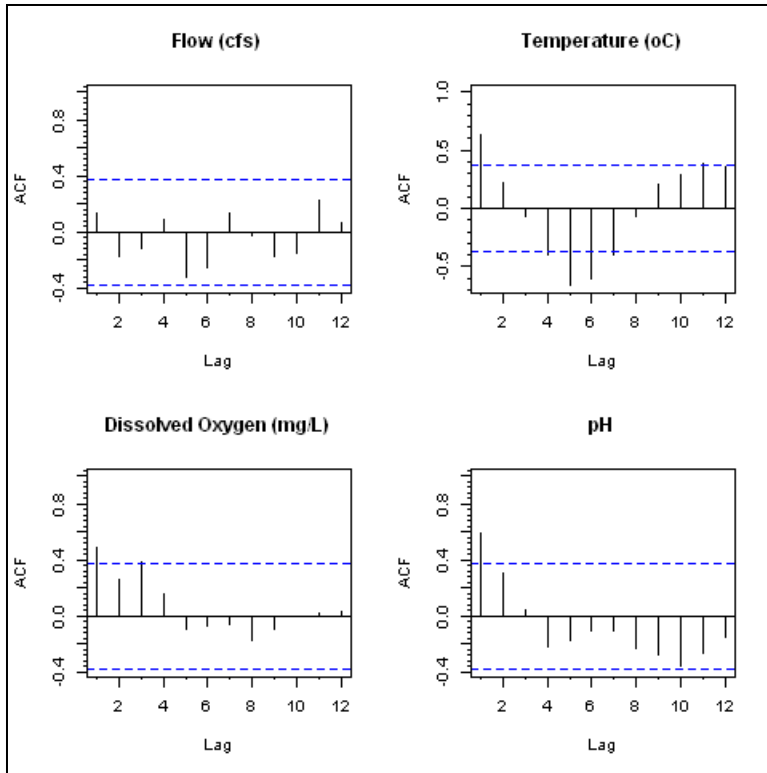 Flow (cfs)
ACF
0.8
0.4
0.0
-0.4
2 4 6 8 10 12
Lag
Temperature (oC)
ACF
1.0
0.5
0.0
-0.5
2 4 6 8 10 12
Lag
Dissolved Oxygen (mg/L)
ACF
0.8
0.4
0.0
-0.4
2 4 6 8 10 12
Lag
pH
ACF
0.8
0.4
0.0
-0.4
2 4 6 8 10 12
Lag